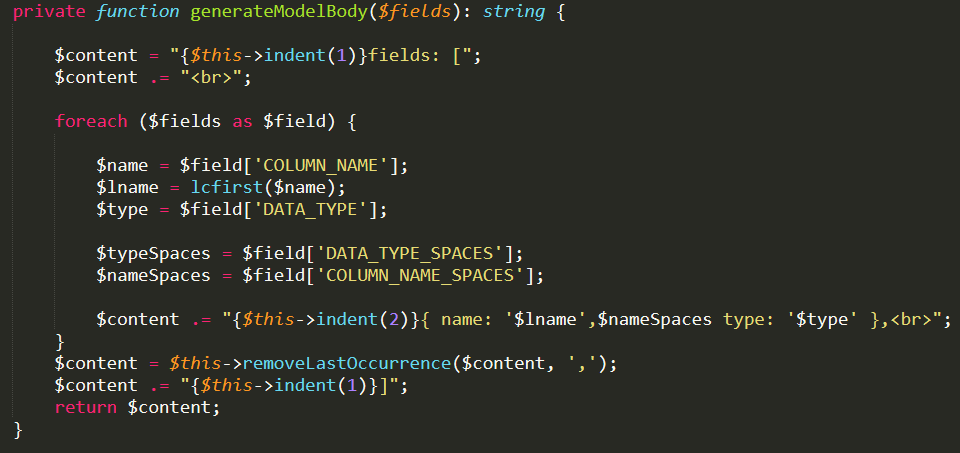 private function generateModelBody($fields): string {
    $content = "{$this->indent(1)}fields: [";
    $content .= "<br>";
    foreach ($fields as $field) {
        $name = $field['COLUMN_NAME'];
        $lname = lcfirst($name);
        $type = $field['DATA_TYPE'];
        $typeSpaces = $field['DATA_TYPE_SPACES'];
        $nameSpaces = $field['COLUMN_NAME_SPACES'];
        $content .= "{$this->indent(2)}{ name: '$lname',$nameSpaces type: '$type' },<br>";
    }
    $content = $this->removeLastOccurrence($content, ',');
    $content .= "{$this->indent(1)}]";
    return $content;
}